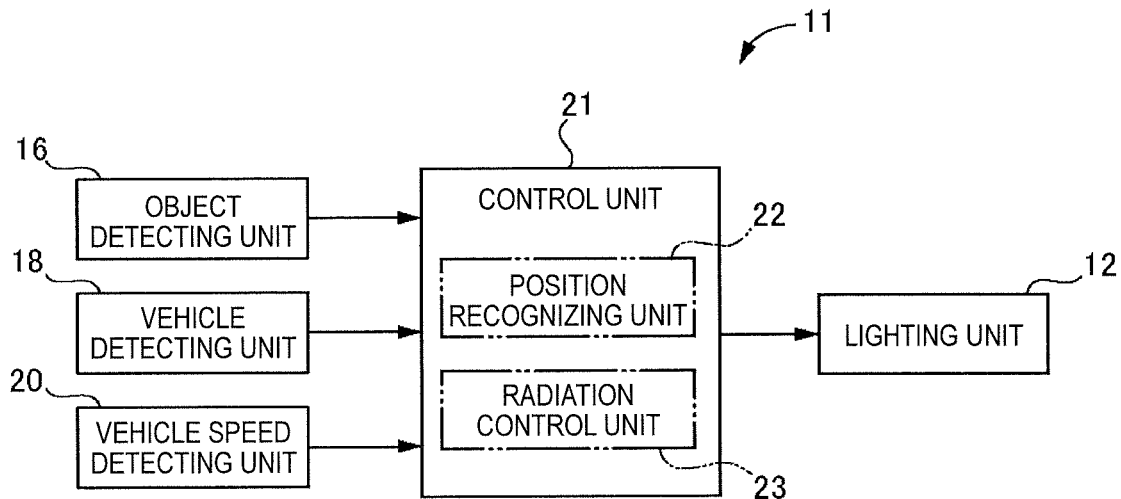 11
21
16
OBJECT
DETECTING UNIT
CONTROL UNIT
22
18
VEHICLE
DETECTING UNIT
POSITION
RECOGNIZING UNIT
12
LIGHTING UNIT
20
VEHICLE SPEED
DETECTING UNIT
RADIATION
CONTROL UNIT
23